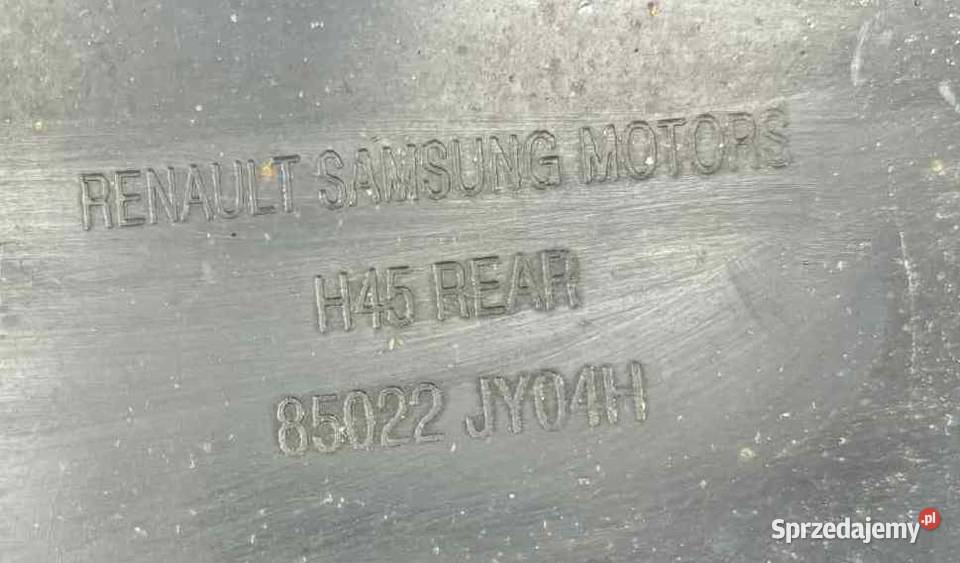 RENAULT SAMSUNG MOTORS
H45 REAR
85022 JY04H
Sprzedajemy.pl